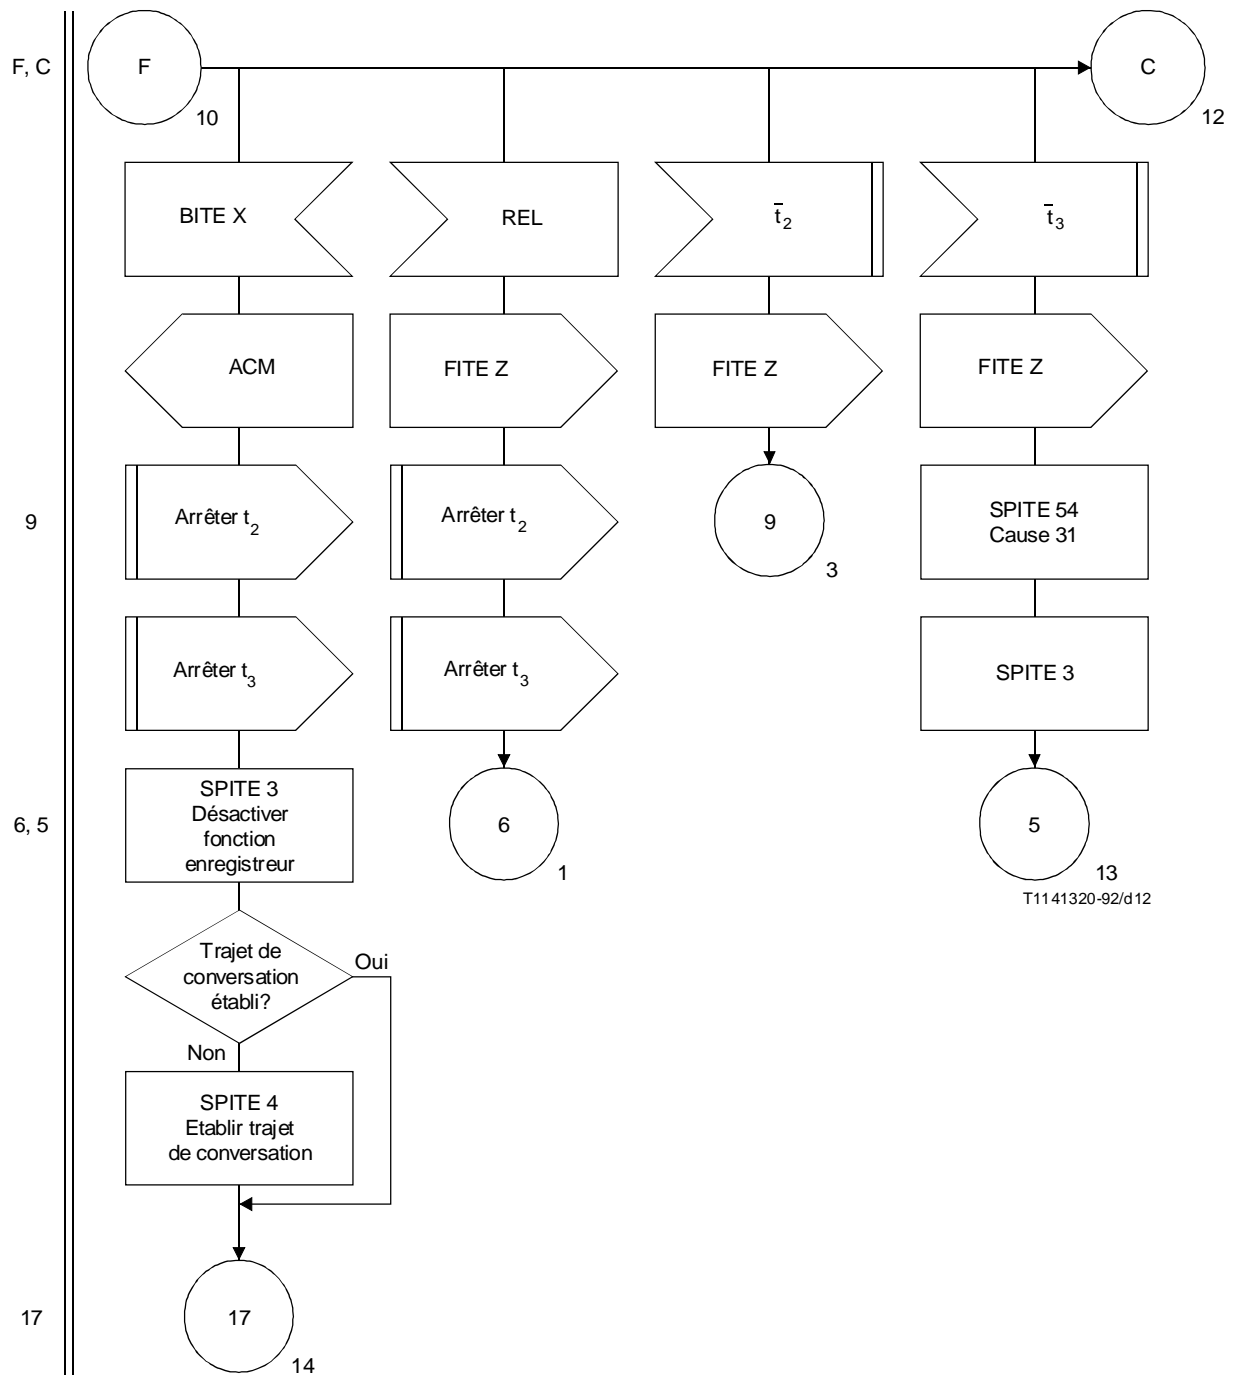 F, C
F
10
C
12
BITE X
REL
t̄2
t̄3
ACM
FITE Z
FITE Z
FITE Z
9
Arrêter t2
Arrêter t2
9
3
SPITE 54
Cause 31
Arrêter t3
Arrêter t3
SPITE 3
6, 5
SPITE 3
Désactiver
fonction
enregistreur
6
1
5
13
T1141320-92/d12
Trajet de
conversation
établi?
Oui
Non
SPITE 4
Etablir trajet
de conversation
17
17
14